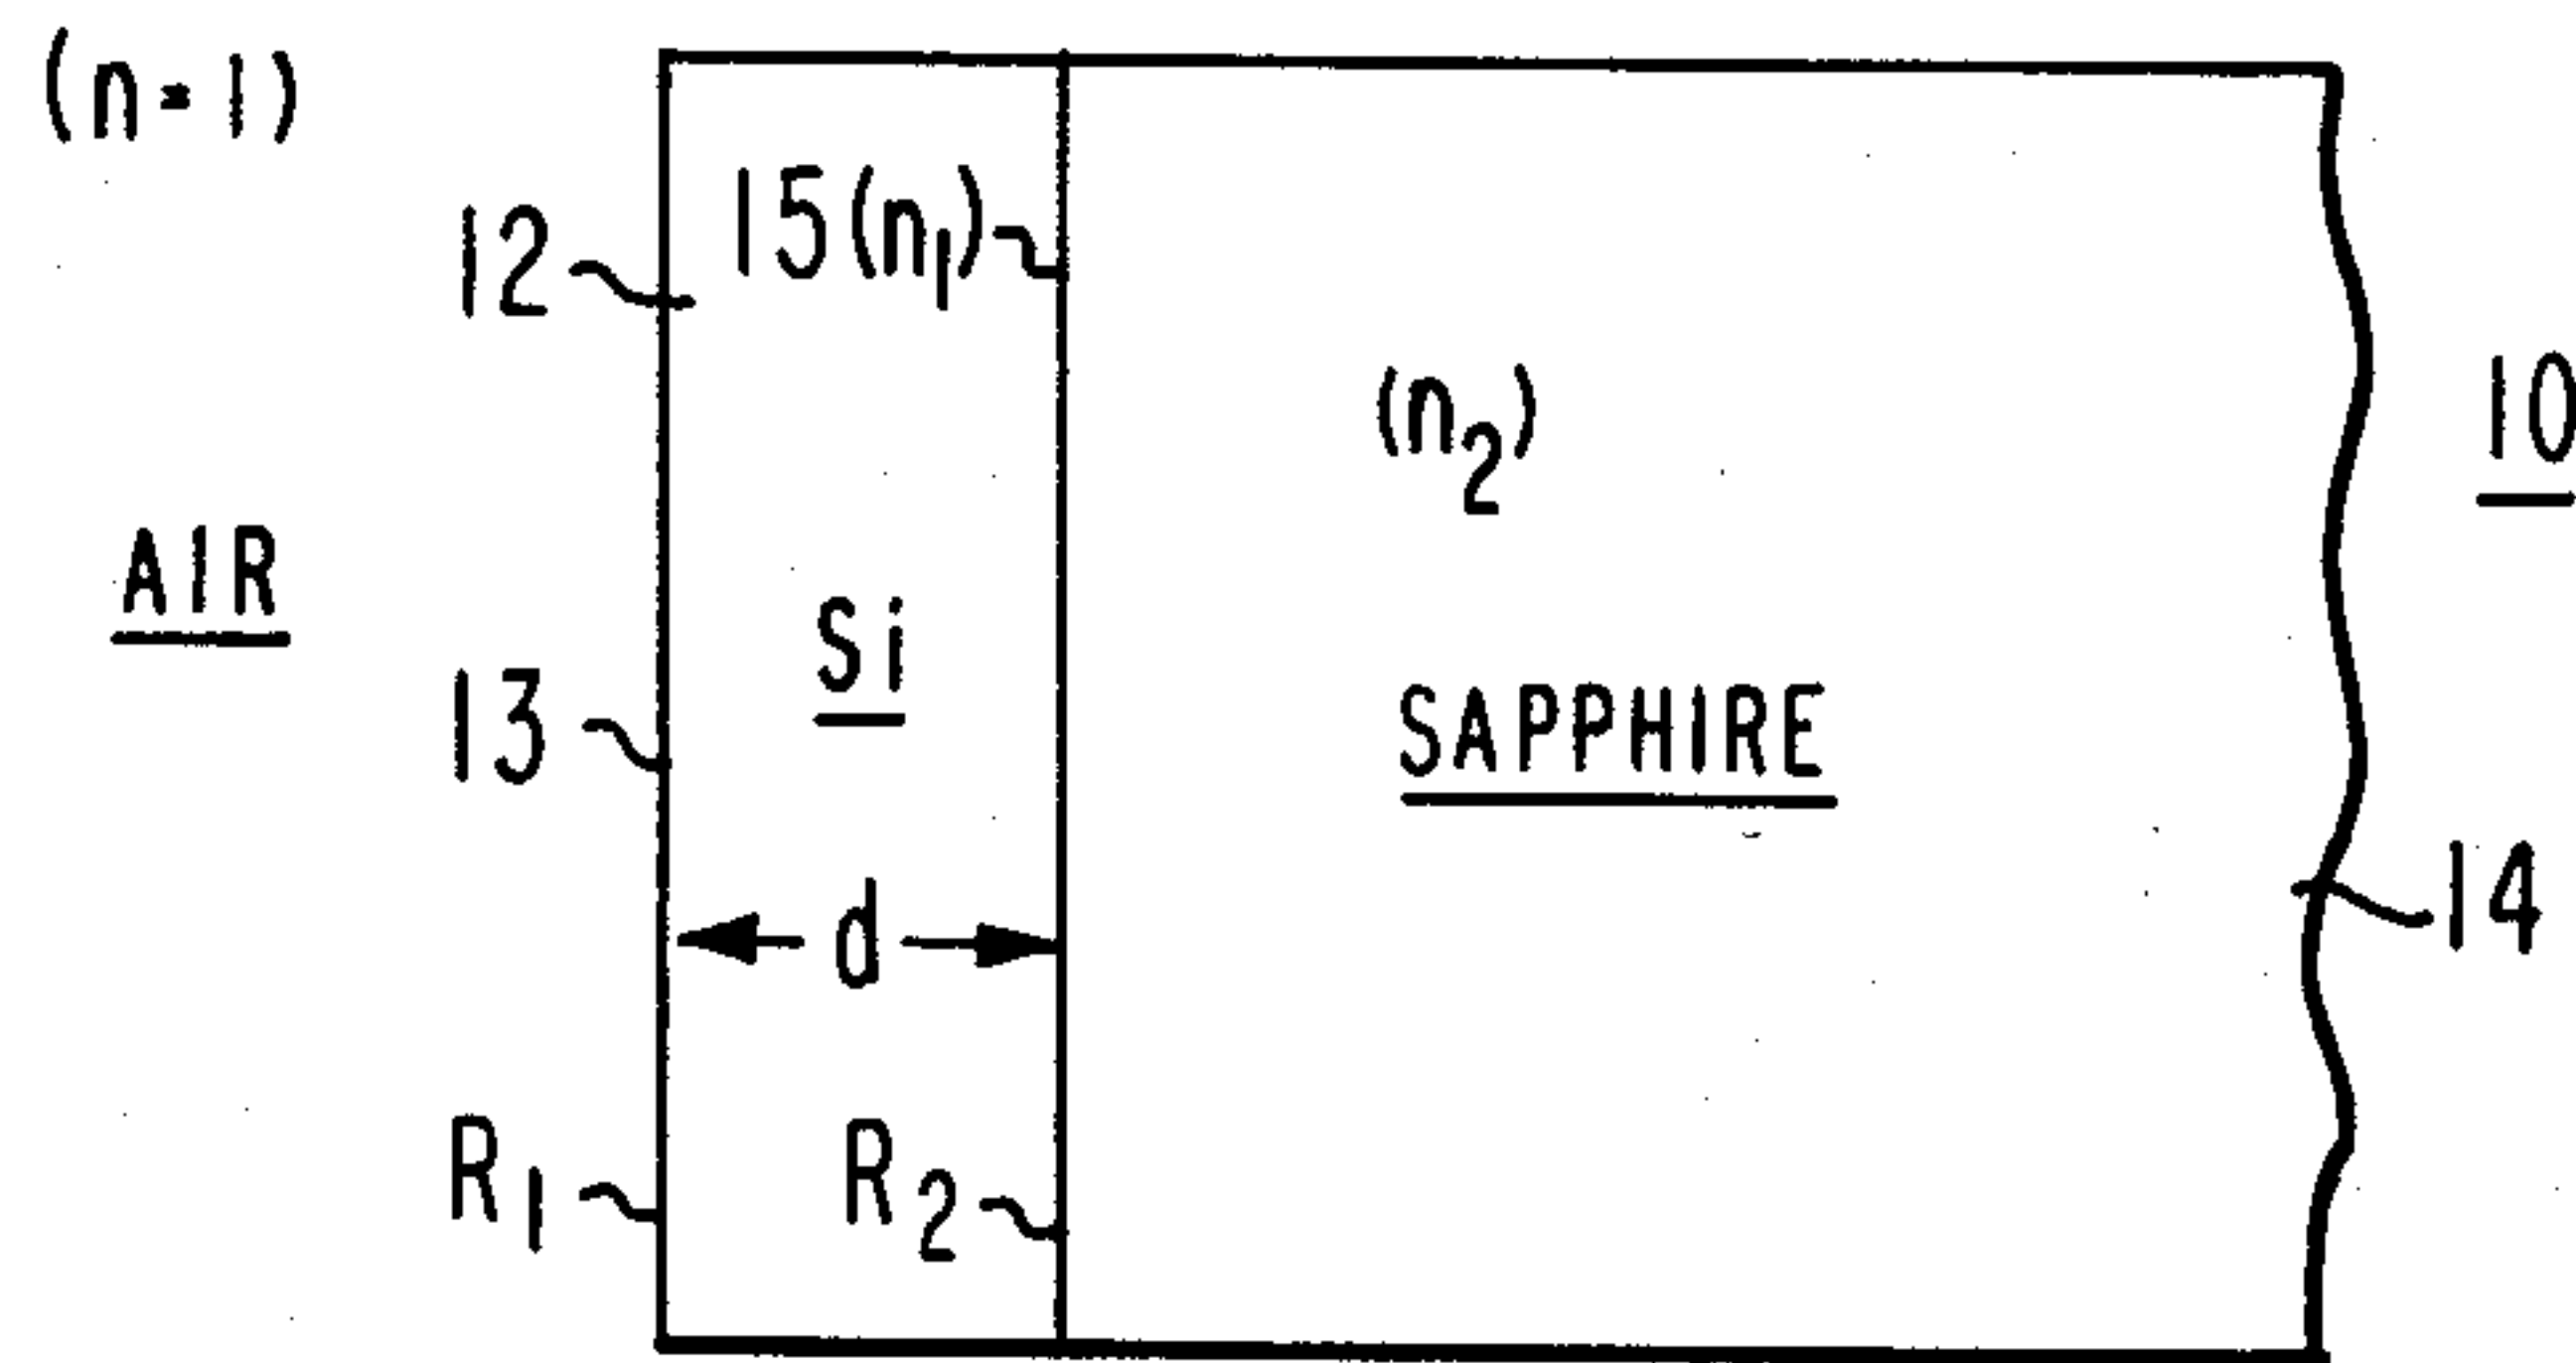 (n=1)
12
15(n1)
(n2)
10
AIR
13
Si
SAPPHIRE
d
14
R1
R2